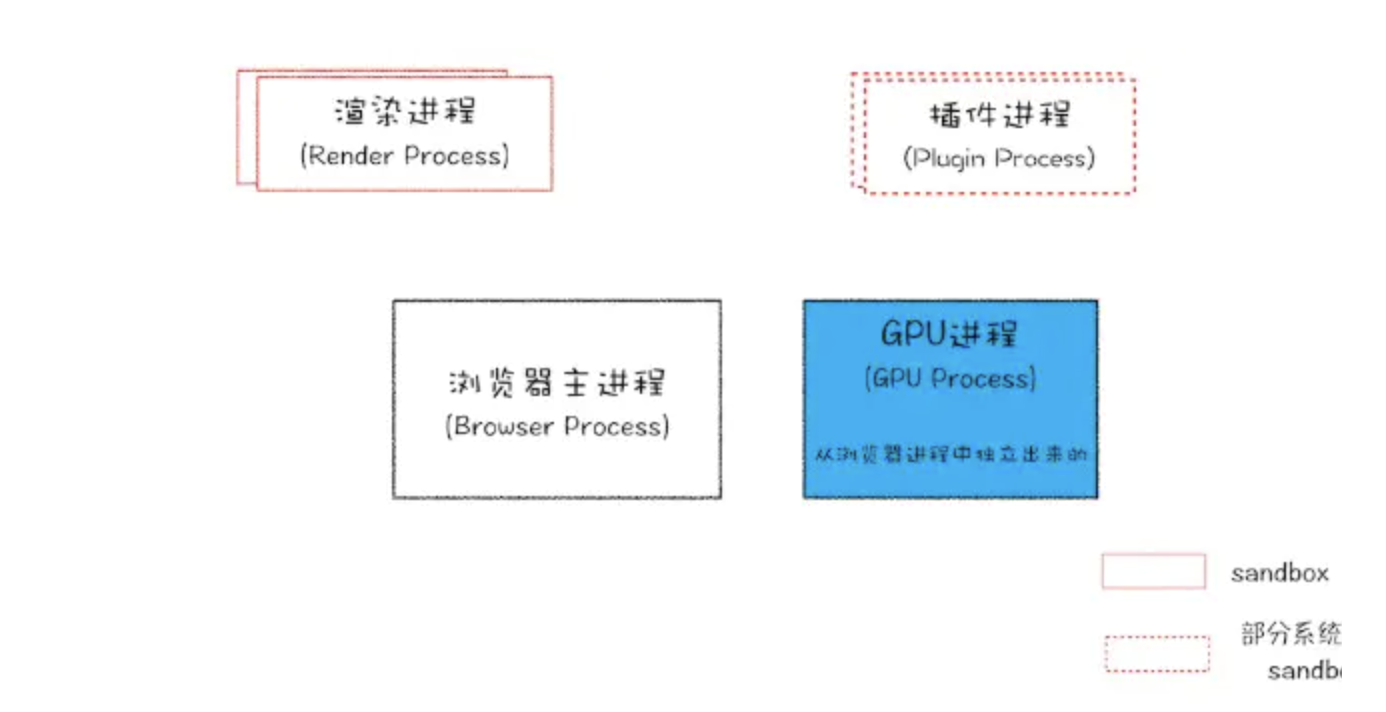 渲染进程
(Render Process)
插件进程
(Plugin Process)
浏览器主进程
(Browser Process)
GPU进程
(GPU Process)
从浏览器进程中独立出来的
sandbox
部分系统